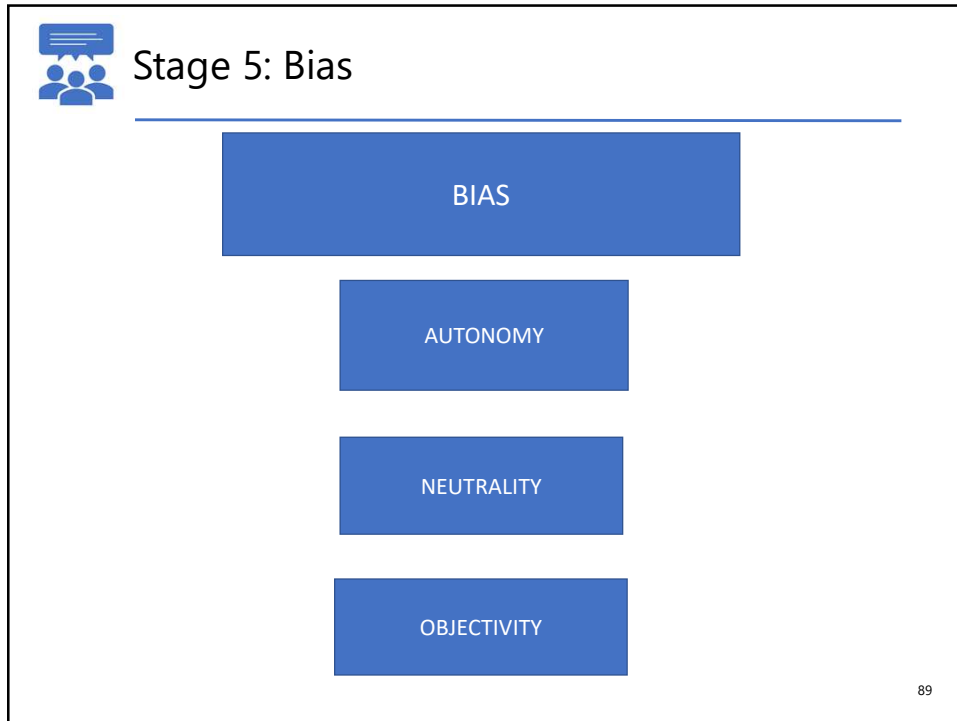 Stage 5: Bias
BIAS
AUTONOMY
NEUTRALITY
OBJECTIVITY
89